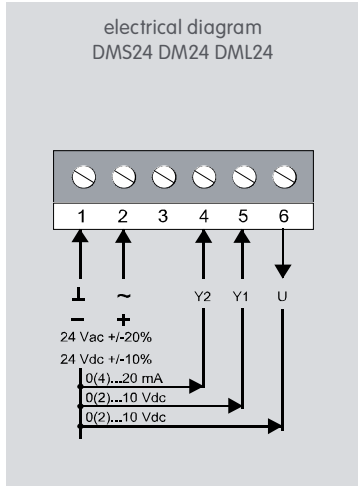 electrical diagram
DMS24 DM24 DML24
1 2 3 4 5 6
⊥ ~ Y2 Y1 U
− +
24 Vac +/-20%
24 Vdc +/-10%
0(4)...20 mA
0(2)...10 Vdc
0(2)...10 Vdc